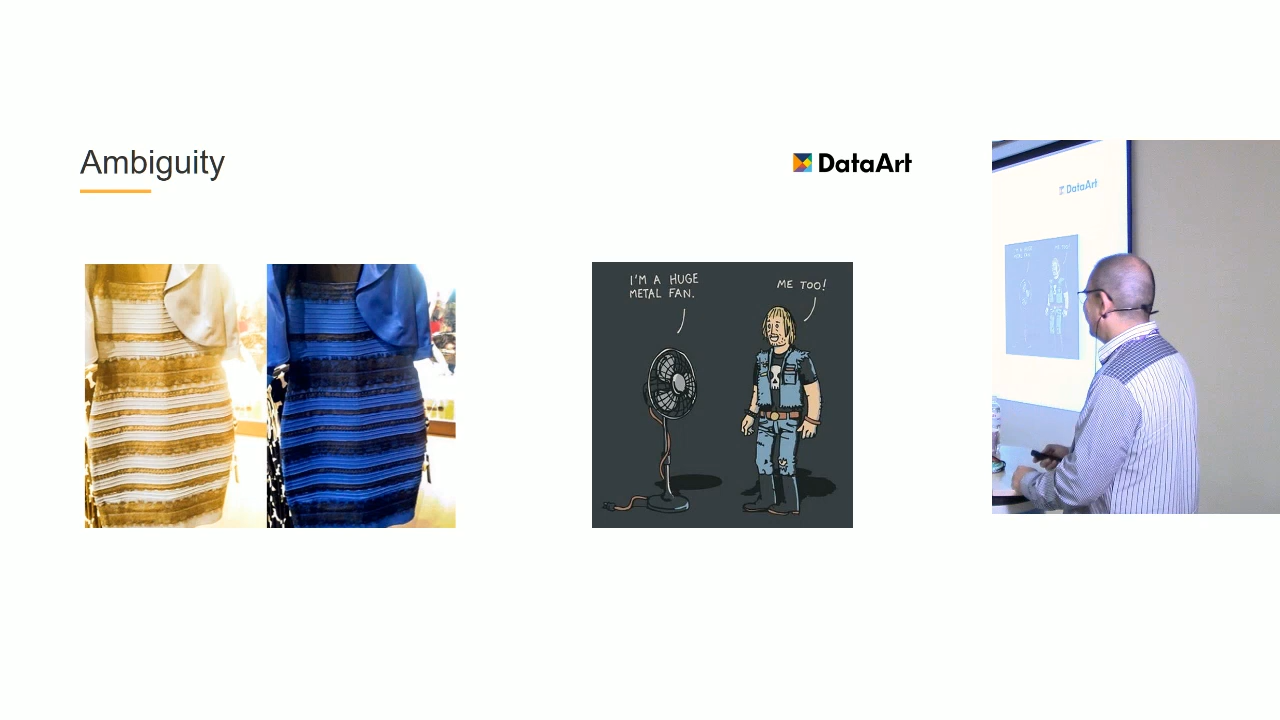 Ambiguity
DataArt
I'M A HUGE
METAL FAN.
ME TOO!
DataArt